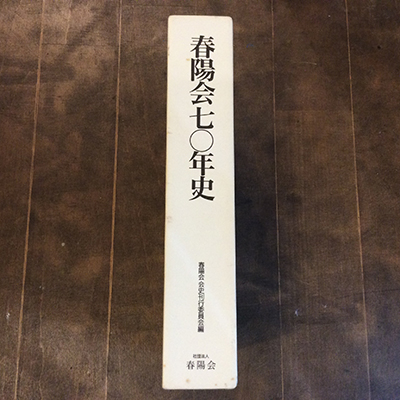 春陽会七〇年史
春陽会 会史刊行委員会編
社団法人
春陽会